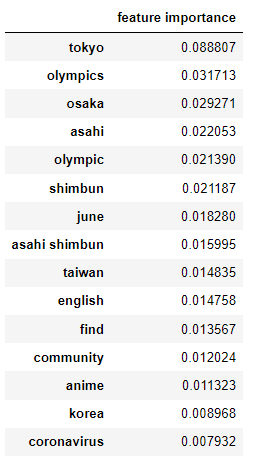 feature importance
tokyo 0.088807
olympics 0.031713
osaka 0.029271
asahi 0.022053
olympic 0.021390
shimbun 0.021187
june 0.018280
asahi shimbun 0.015995
taiwan 0.014835
english 0.014758
find 0.013567
community 0.012024
anime 0.011323
korea 0.008968
coronavirus 0.007932